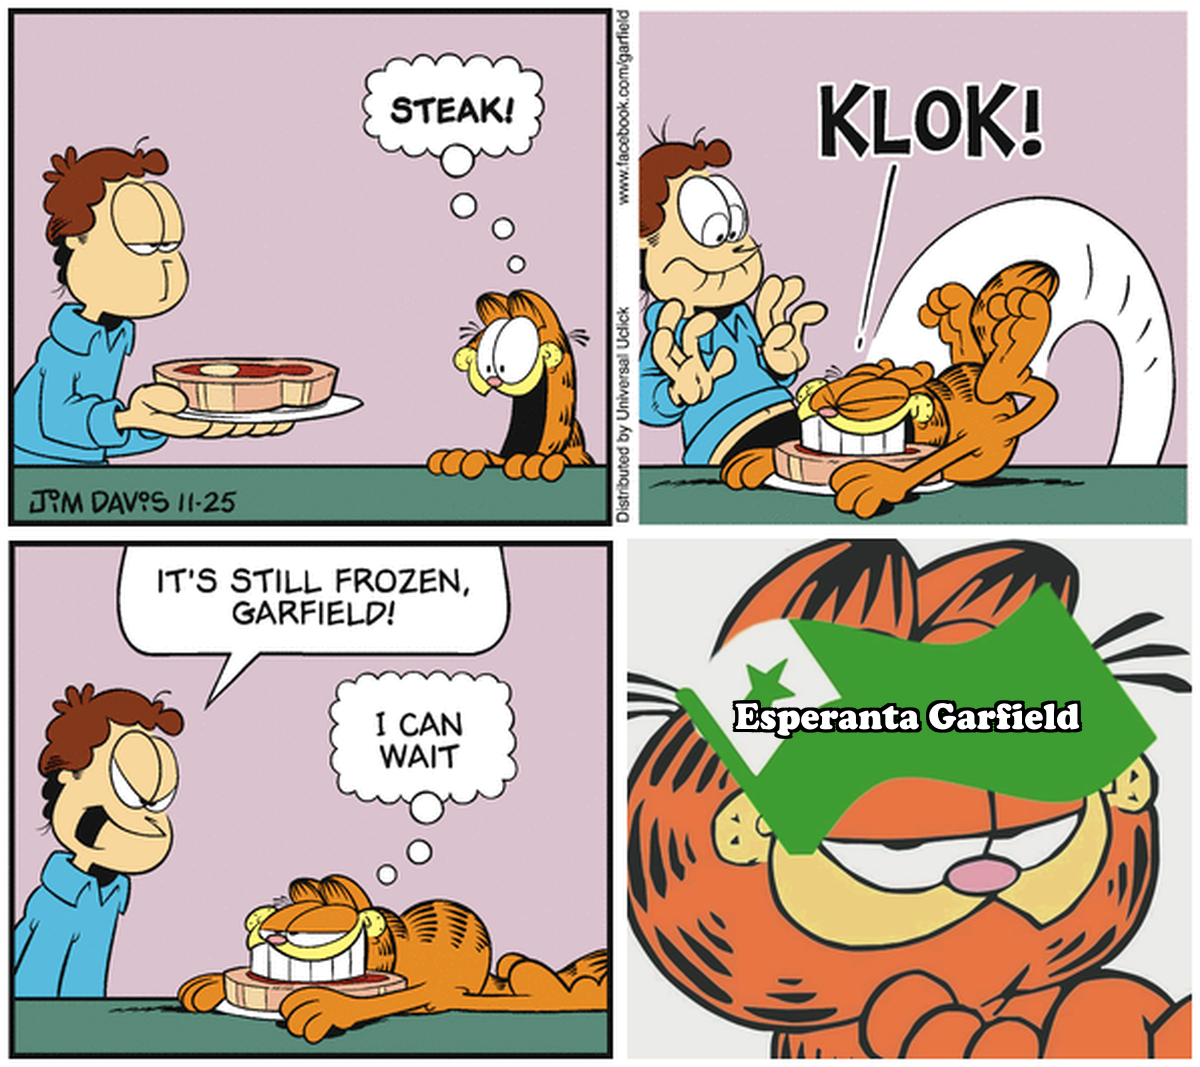 STEAK!
JIM DAVIS 11·25
www.facebook.com/garfield
Distributed by Universal Uclick
KLOK!
IT'S STILL FROZEN,
GARFIELD!
I CAN
WAIT
Esperanta Garfield